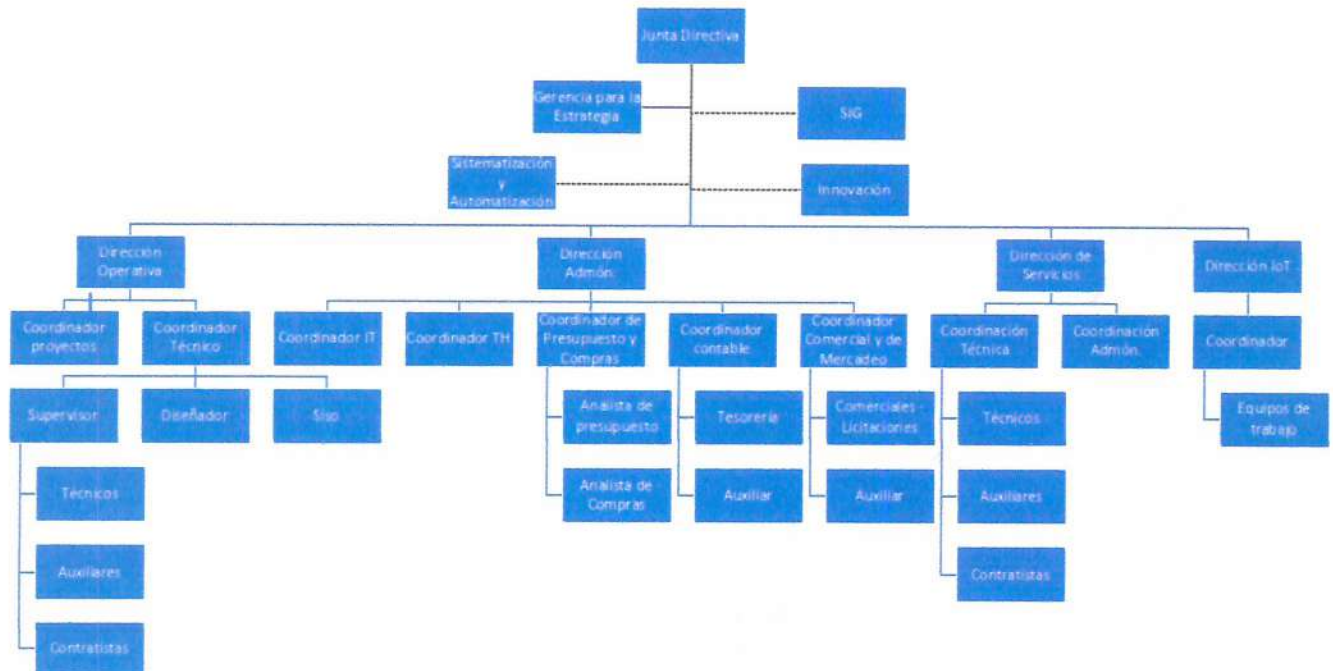 Junta Directiva
Gerencia para la
Estrategia
SIG
Sistematización
y
Automatización
Innovación
Dirección
Operativa
Dirección
Admón.
Dirección de
Servicios
Dirección IoT
Coordinador
proyectos
Coordinador
Técnico
Coordinador IT
Coordinador TH
Coordinador de
Presupuesto y
Compras
Coordinador
contable
Coordinador
Comercial y de
Mercadeo
Coordinación
Técnica
Coordinación
Admón.
Coordinador
Supervisor
Diseñador
Siso
Analista de
presupuesto
Tesorería
Comerciales -
Licitaciones
Técnicos
Equipos de
trabajo
Técnicos
Analista de
Compras
Auxiliar
Auxiliar
Auxiliares
Auxiliares
Contratistas
Contratistas